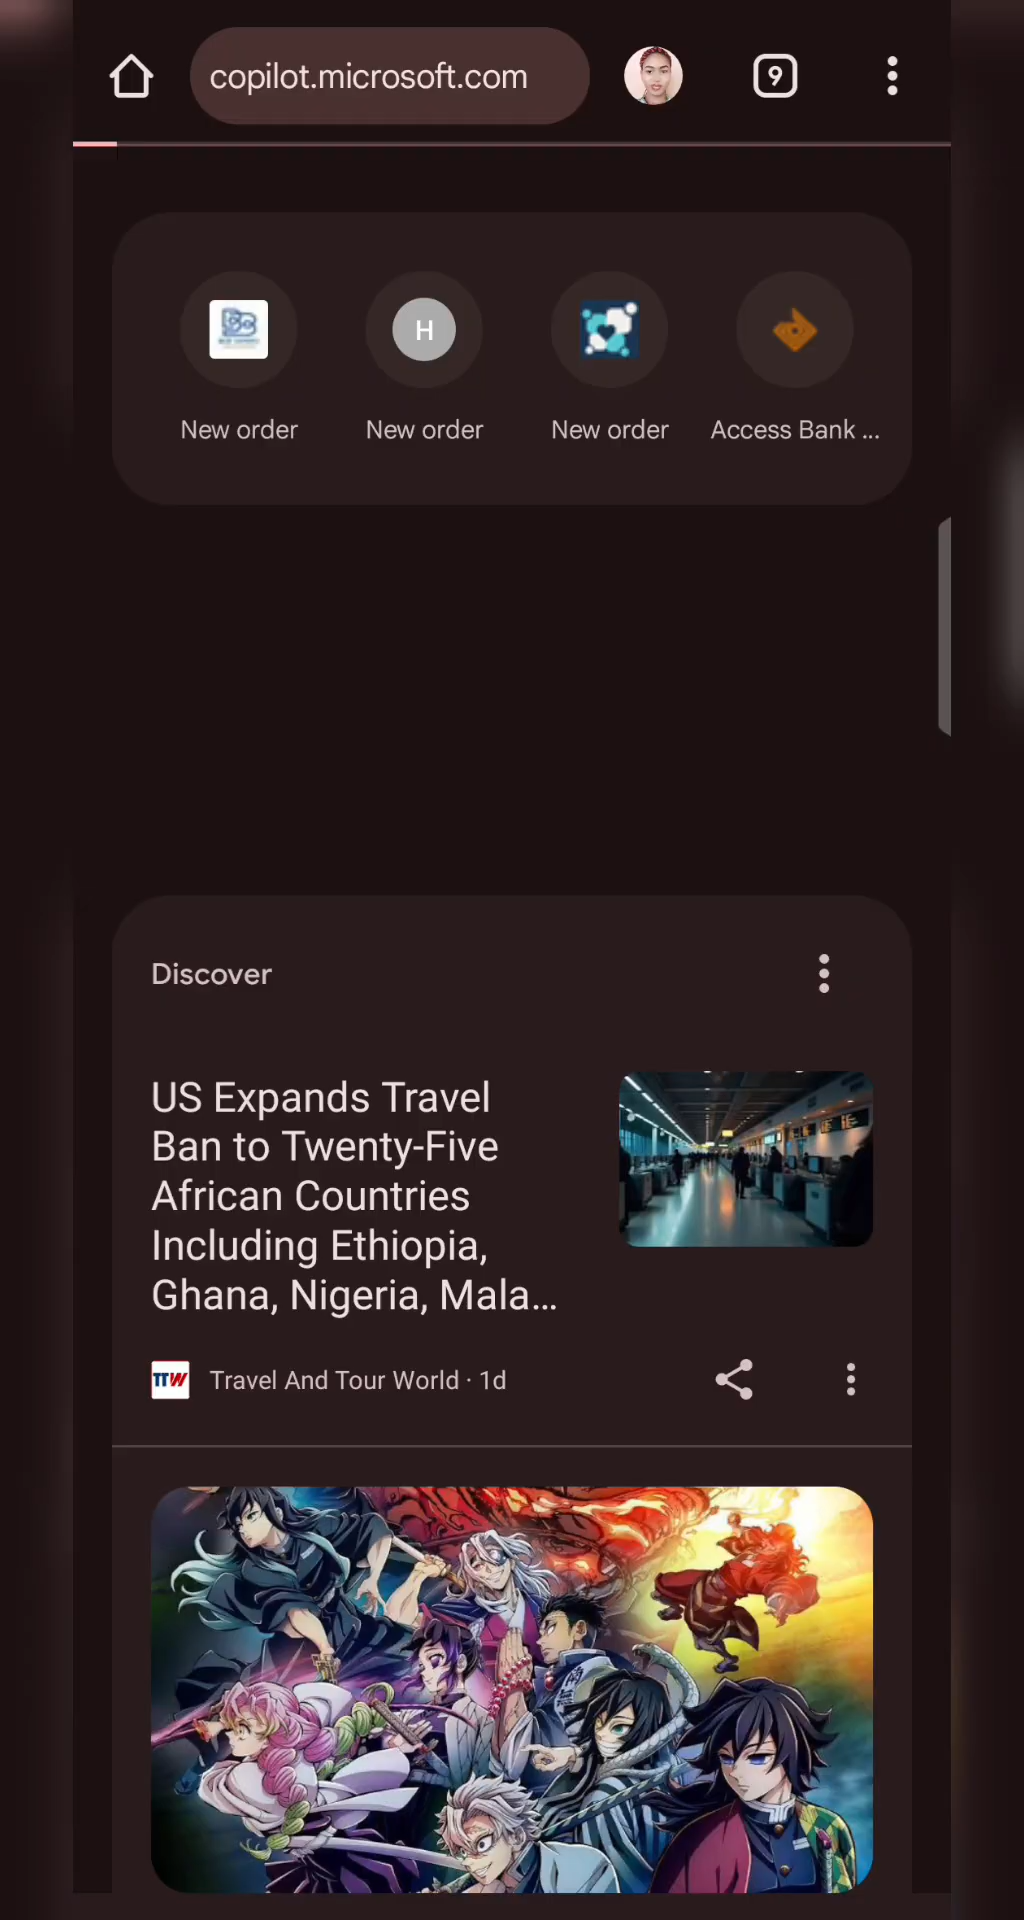 copilot.microsoft.com
9
H
New order
New order
New order
Access Bank ...
Discover
US Expands Travel
Ban to Twenty-Five
African Countries
Including Ethiopia,
Ghana, Nigeria, Mala...
TTW
Travel And Tour World · 1d